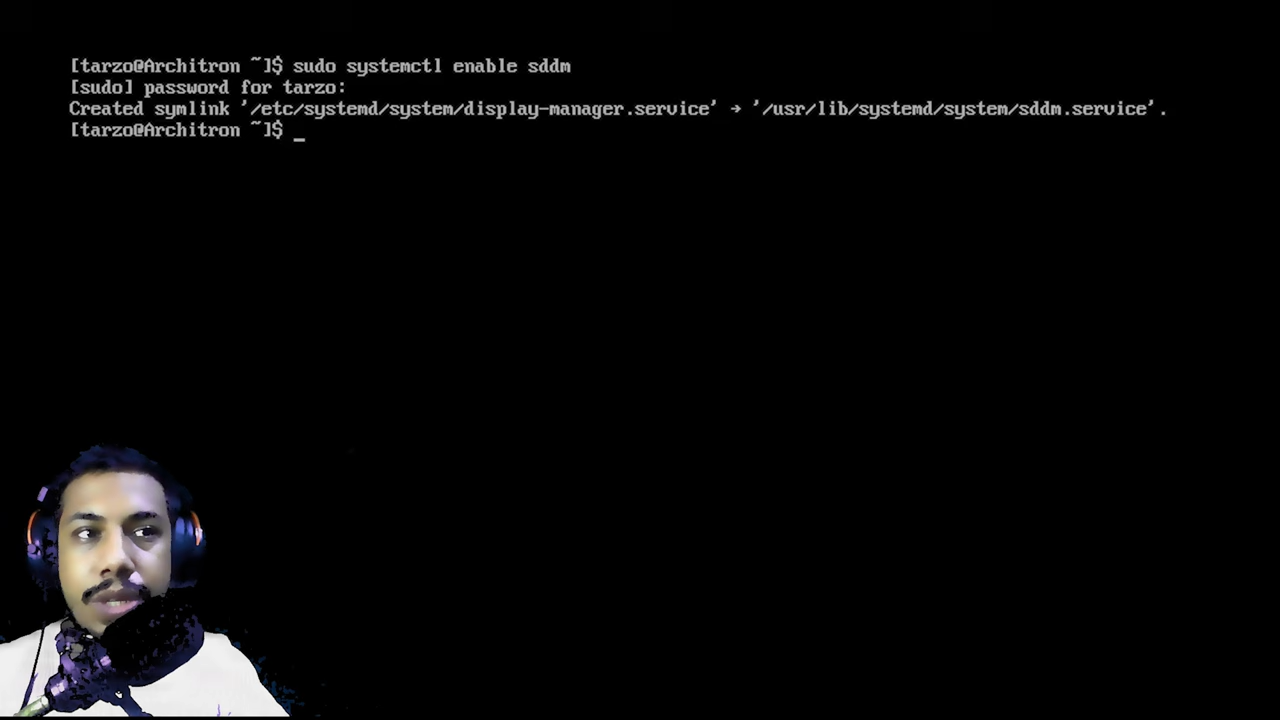 [tarzo@Architron ~]$ sudo systemctl enable sddm
[sudo] password for tarzo:
Created symlink '/etc/systemd/system/display-manager.service' → '/usr/lib/systemd/system/sddm.service'.
[tarzo@Architron ~]$ _